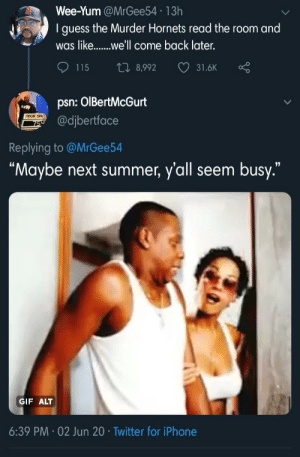 Wee-Yum @MrGee54 · 13h
I guess the Murder Hornets read the room and
was like.......we'll come back later.
115 8,992 31.6K
psn: OlBertMcGurt
@djbertface
Replying to @MrGee54
“Maybe next summer, y'all seem busy.”
GIF ALT
6:39 PM · 02 Jun 20 · Twitter for iPhone